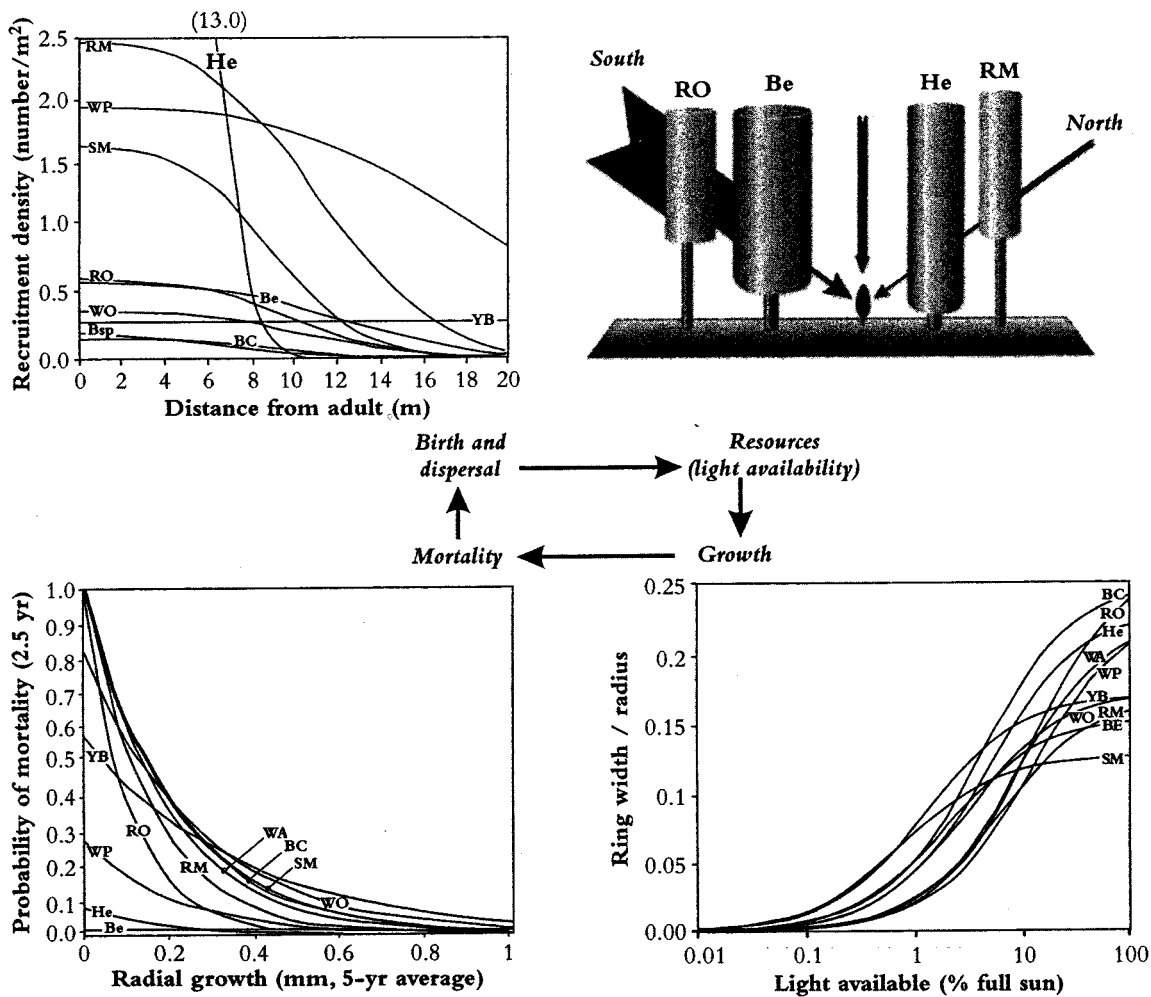 (13.0)
Recruitment density (number/m²)
2.5
2.0
1.5
1.0
0.5
0.0
RM
He
WP
SM
RO
Be
WO
YB
Bsp
BC
0 2 4 6 8 10 12 14 16 18 20
Distance from adult (m)
South
RO
Be
He
RM
North
Birth and
dispersal
Resources
(light availability)
Mortality
Growth
Probability of mortality (2.5 yr)
1.0
0.9
0.8
0.7
0.6
0.5
0.4
0.3
0.2
0.1
0.0
YB
RO
WA
BC
SM
WP
RM
WO
He
Be
0 0.2 0.4 0.6 0.8 1
Radial growth (mm, 5-yr average)
Ring width / radius
0.25
0.2
0.15
0.1
0.05
0.00
BC
RO
He
WA
WP
YB
WO
RM
BE
SM
0.01 0.1 1 10 100
Light available (% full sun)